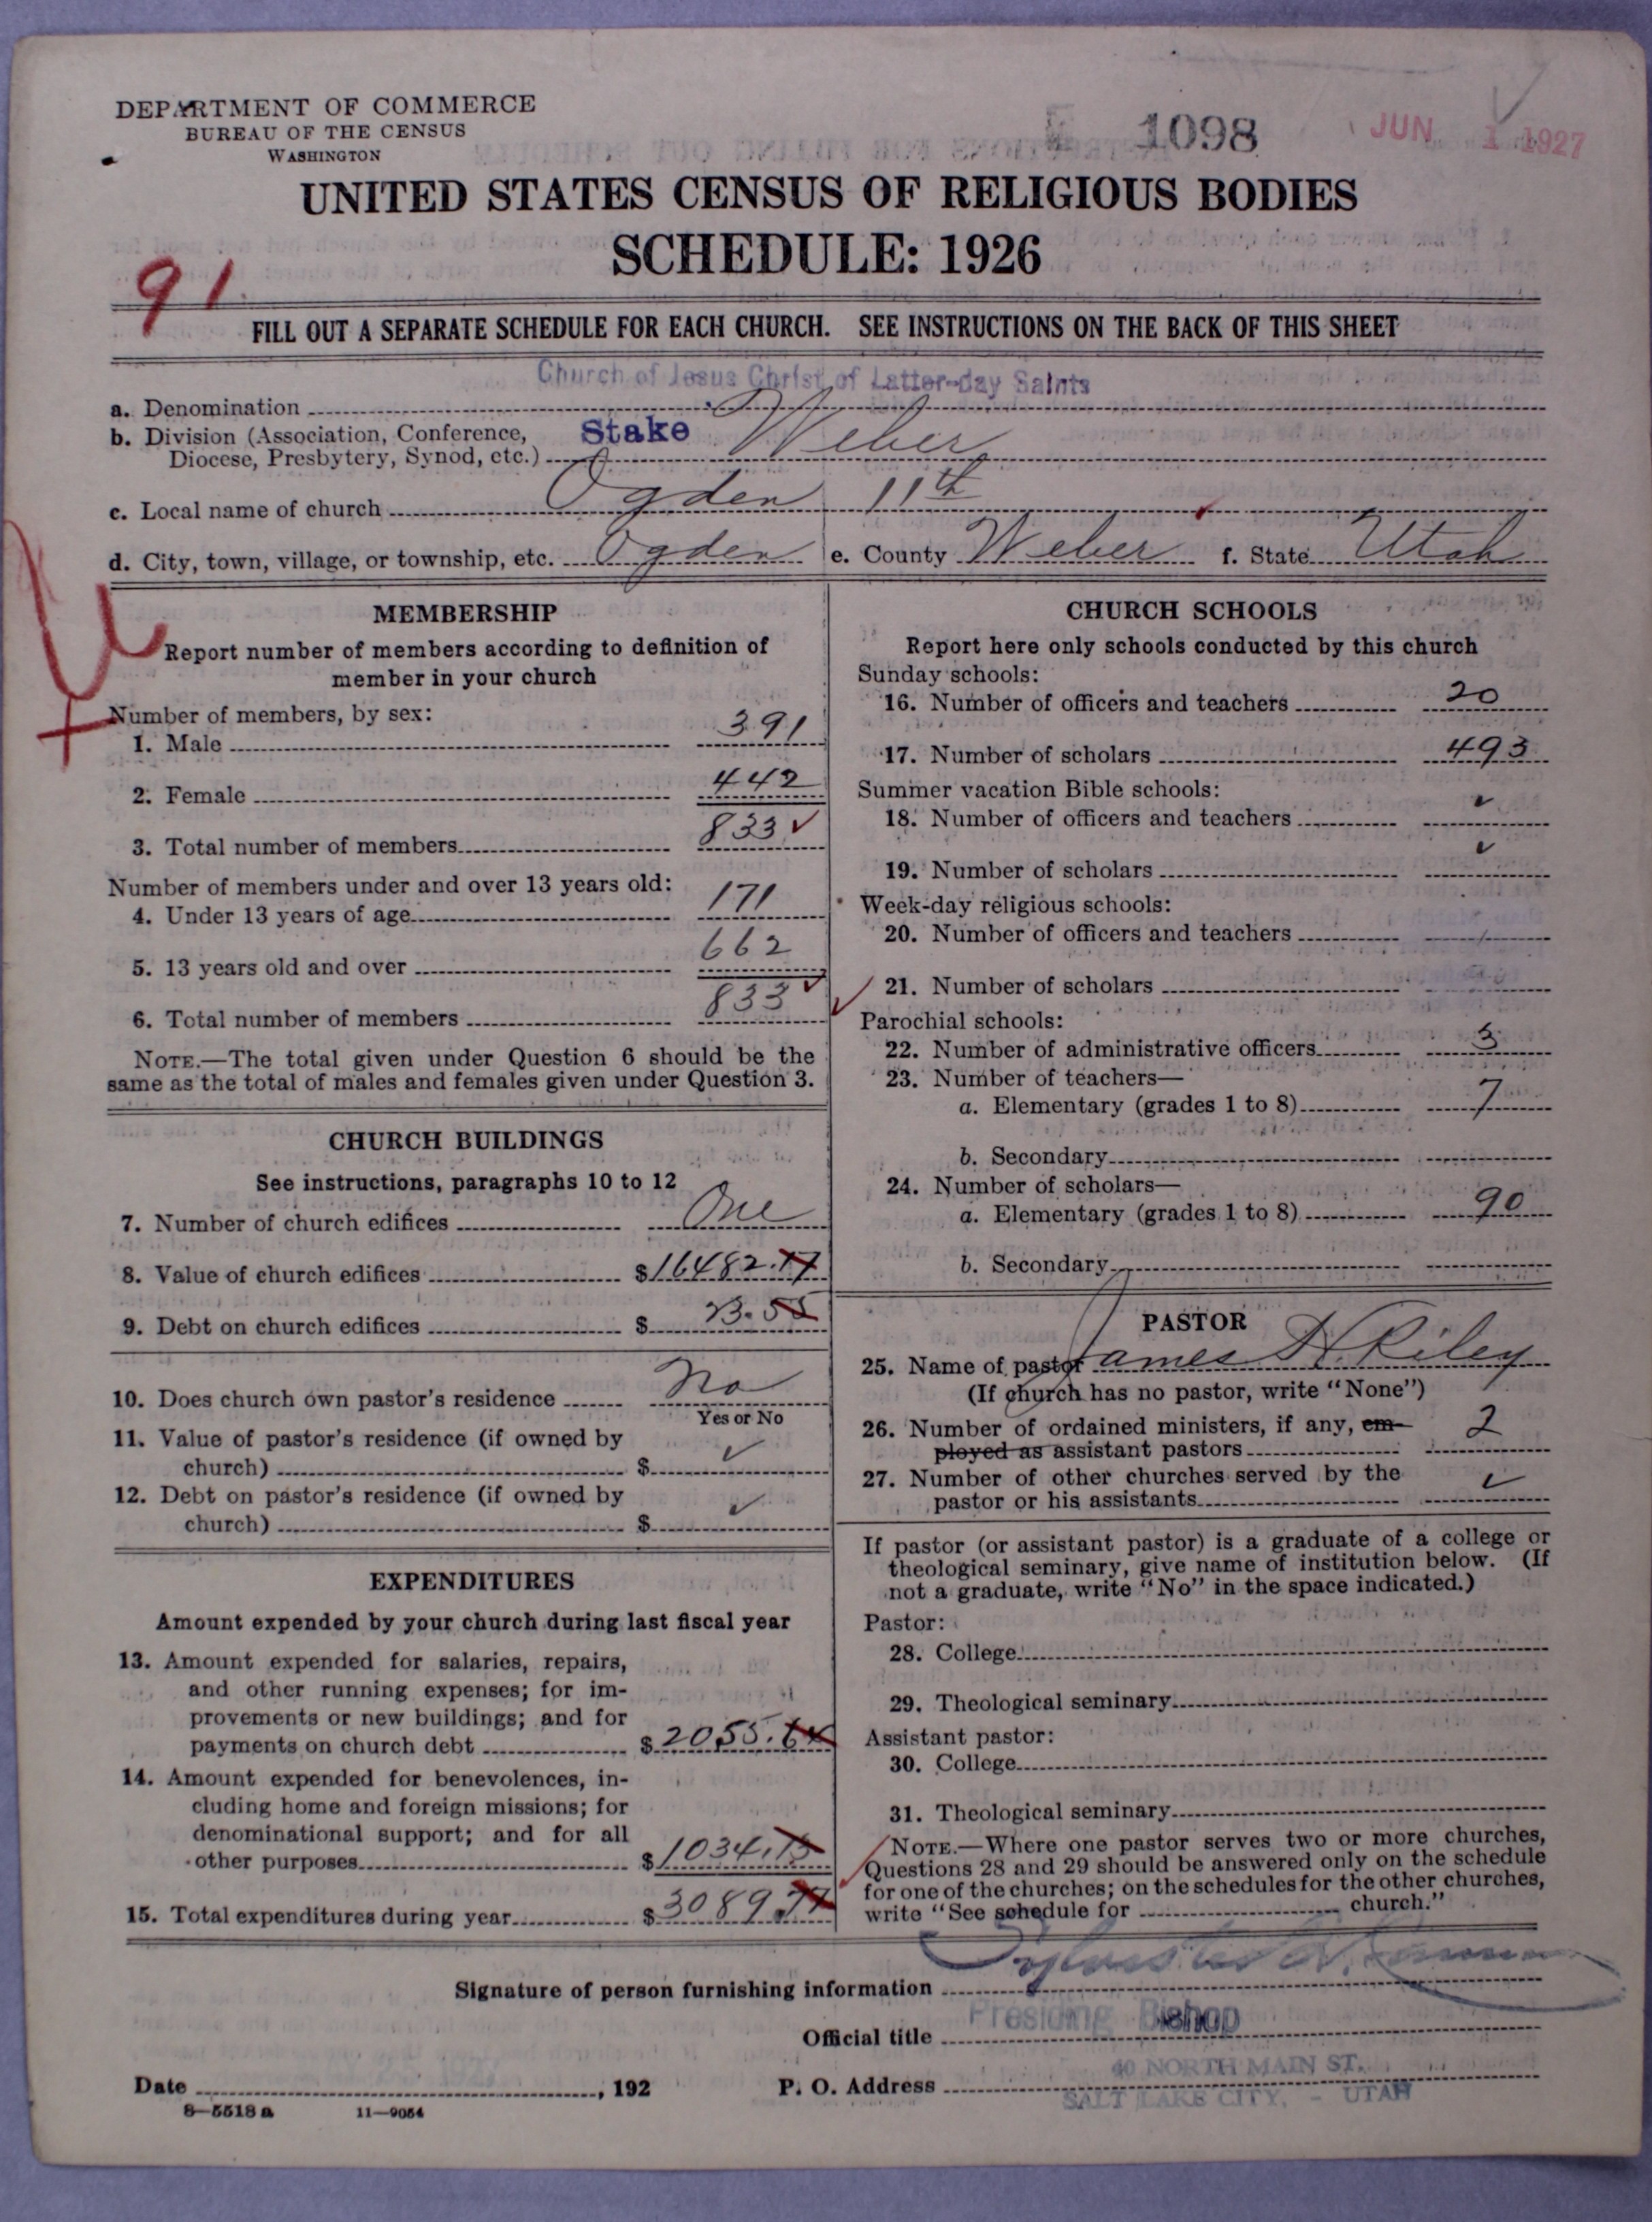 DEPARTMENT OF COMMERCE
BUREAU OF THE CENSUS
WASHINGTON
1098
JUN 1 1927
UNITED STATES CENSUS OF RELIGIOUS BODIES
SCHEDULE: 1926
91
FILL OUT A SEPARATE SCHEDULE FOR EACH CHURCH. SEE INSTRUCTIONS ON THE BACK OF THIS SHEET
Church of Jesus Christ of Latter-day Saints
a. Denomination
b. Division (Association, Conference, Stake Weber
Diocese, Presbytery, Synod, etc.)
c. Local name of church Ogden 11th
d. City, town, village, or township, etc. Ogden e. County Weber f. State Utah
MEMBERSHIP
Report number of members according to definition of
member in your church
Number of members, by sex:
1. Male 391
2. Female 442
3. Total number of members 833 ✓
Number of members under and over 13 years old:
4. Under 13 years of age 171
5. 13 years old and over 662
6. Total number of members 833 ✓
NOTE.—The total given under Question 6 should be the
same as the total of males and females given under Question 3.
CHURCH BUILDINGS
See instructions, paragraphs 10 to 12
7. Number of church edifices One
8. Value of church edifices $16482.17
9. Debt on church edifices $ 23.55
10. Does church own pastor's residence No
Yes or No
11. Value of pastor's residence (if owned by
church) $ ✓
12. Debt on pastor's residence (if owned by
church) $ ✓
EXPENDITURES
Amount expended by your church during last fiscal year
13. Amount expended for salaries, repairs,
and other running expenses; for im-
provements or new buildings; and for
payments on church debt $2055.64
14. Amount expended for benevolences, in-
cluding home and foreign missions; for
denominational support; and for all
other purposes $1034.13
15. Total expenditures during year $3089.77
CHURCH SCHOOLS
Report here only schools conducted by this church
Sunday schools:
16. Number of officers and teachers 20
17. Number of scholars 493
Summer vacation Bible schools:
18. Number of officers and teachers ✓
19. Number of scholars ✓
Week-day religious schools:
20. Number of officers and teachers
21. Number of scholars
Parochial schools:
22. Number of administrative officers 3
23. Number of teachers—
a. Elementary (grades 1 to 8) 7
b. Secondary
24. Number of scholars—
a. Elementary (grades 1 to 8) 90
b. Secondary
PASTOR
25. Name of pastor James H. Riley
(If church has no pastor, write "None")
26. Number of ordained ministers, if any, em-
ployed as assistant pastors 2
27. Number of other churches served by the
pastor or his assistants ✓
If pastor (or assistant pastor) is a graduate of a college or
theological seminary, give name of institution below. (If
not a graduate, write "No" in the space indicated.)
Pastor:
28. College
29. Theological seminary
Assistant pastor:
30. College
31. Theological seminary
NOTE.—Where one pastor serves two or more churches,
Questions 28 and 29 should be answered only on the schedule
for one of the churches; on the schedules for the other churches,
write "See schedule for church."
Signature of person furnishing information
Official title Presiding Bishop
Date , 192 P. O. Address 40 NORTH MAIN ST.
SALT LAKE CITY, - UTAH
8—5518 a 11—9054